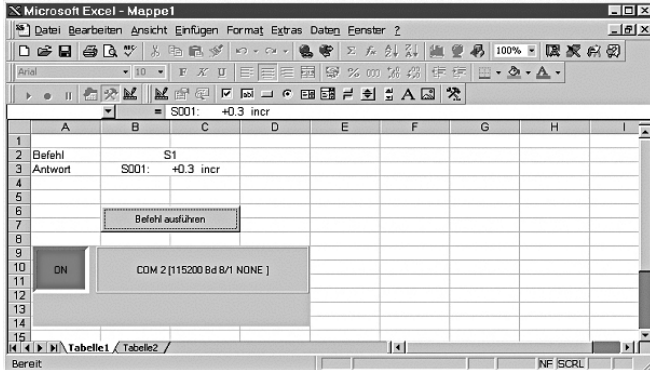 Microsoft Excel - Mappe1
Datei Bearbeiten Ansicht Einfügen Format Extras Daten Fenster ?
100%
Arial 10 F K U % 000
= S001: +0.3 incr
A B C D E F G H I
1
2 Befehl S1
3 Antwort S001: +0.3 incr
4
5
6
Befehl ausführen
7
8
9
10 ON COM 2 [115200 Bd 8/1 NONE ]
11
12
13
14
15
Tabelle1 Tabelle2
Bereit NF SCRL